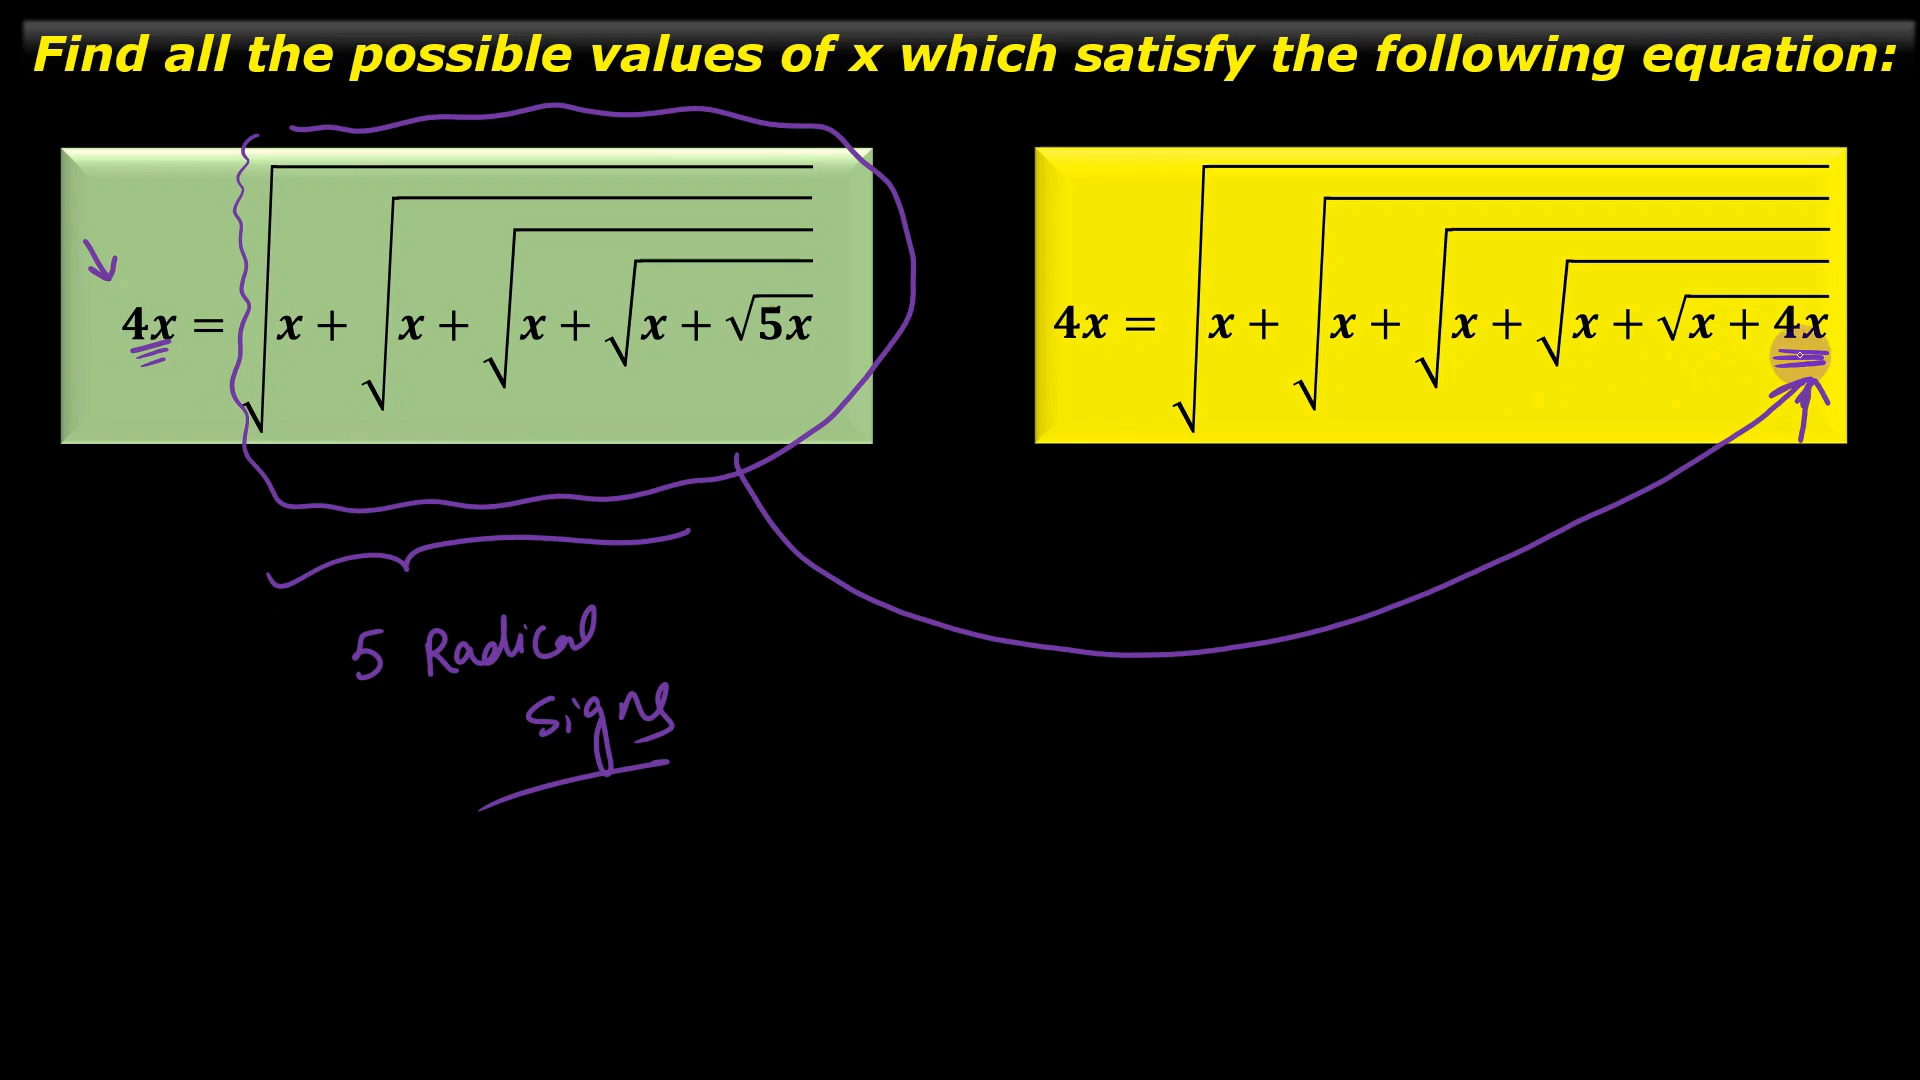 Find all the possible values of x which satisfy the following equation:
4x = √(x + √(x + √(x + √(x + √5x))))
4x = √(x + √(x + √(x + √(x + √(x + 4x)))))
5 Radical
Signs